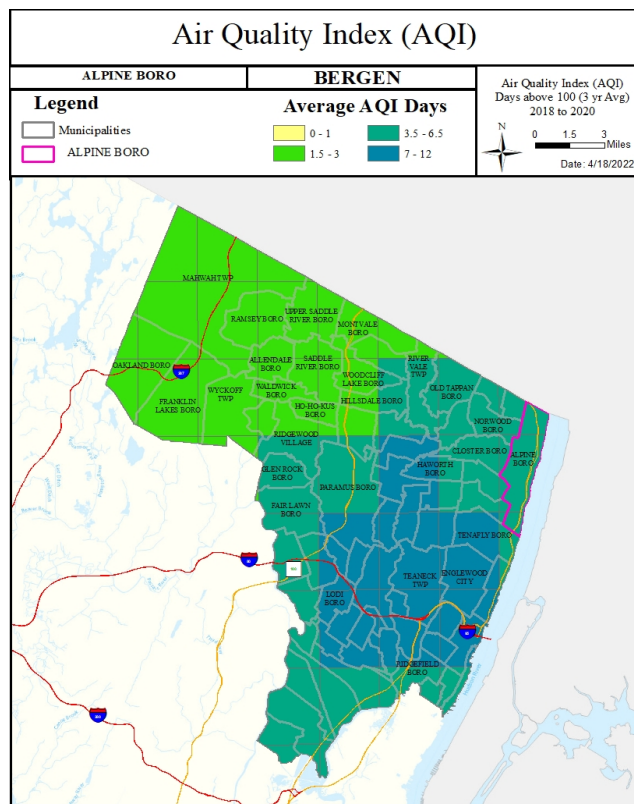 Air Quality Index (AQI)
ALPINE BORO
BERGEN
Legend
Municipalities
ALPINE BORO
Average AQI Days
0 - 1
1.5 - 3
3.5 - 6.5
7 - 12
Air Quality Index (AQI)
Days above 100 (3 yr Avg)
2018 to 2020
N
0 1.5 3
Miles
Date: 4/18/2022
MAHWAH TWP
RAMSEY BORO
UPPER SADDLE
RIVER BORO
MONTVALE
BORO
OAKLAND BORO
ALLENDALE
BORO
SADDLE
RIVER BORO
RIVER
VALE
TWP
WOODCLIFF
LAKE BORO
OLD TAPPAN
BORO
FRANKLIN
LAKES BORO
WYCKOFF
TWP
WALDWICK
BORO
HO-HO-KUS
BORO
HILLSDALE BORO
NORWOOD
BORO
RIDGEWOOD
VILLAGE
CLOSTER BORO
ALPINE
BORO
GLEN ROCK
BORO
HAWORTH
BORO
PARAMUS BORO
FAIR LAWN
BORO
TENAFLY BORO
LODI
BORO
TEANECK
TWP
ENGLEWOOD
CITY
RIDGEFIELD
BORO